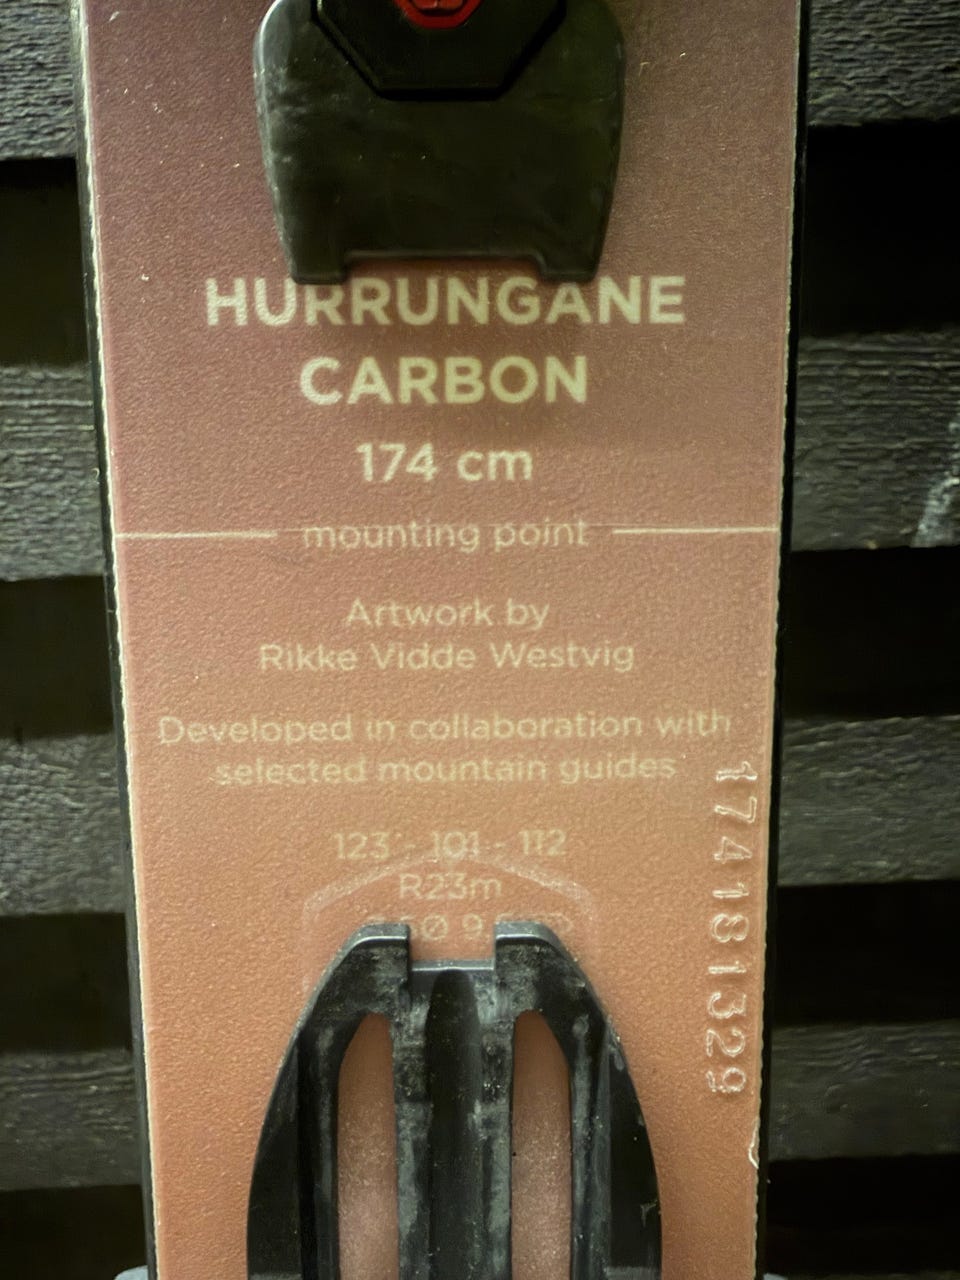 HURRUNGANE
CARBON
174 cm
mounting point
Artwork by
Rikke Vidde Westvig
Developed in collaboration with
selected mountain guides
123 - 101 - 112
R23m
174181329